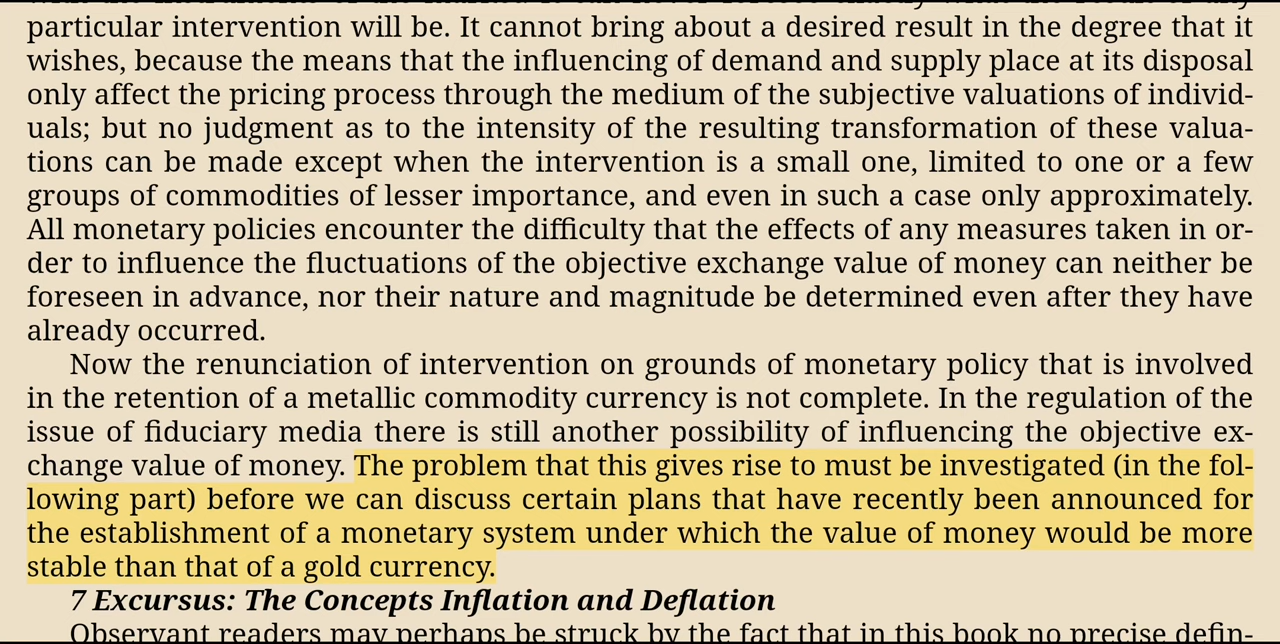 particular intervention will be. It cannot bring about a desired result in the degree that it
wishes, because the means that the influencing of demand and supply place at its disposal
only affect the pricing process through the medium of the subjective valuations of individ-
uals; but no judgment as to the intensity of the resulting transformation of these valua-
tions can be made except when the intervention is a small one, limited to one or a few
groups of commodities of lesser importance, and even in such a case only approximately.
All monetary policies encounter the difficulty that the effects of any measures taken in or-
der to influence the fluctuations of the objective exchange value of money can neither be
foreseen in advance, nor their nature and magnitude be determined even after they have
already occurred.
Now the renunciation of intervention on grounds of monetary policy that is involved
in the retention of a metallic commodity currency is not complete. In the regulation of the
issue of fiduciary media there is still another possibility of influencing the objective ex-
change value of money. The problem that this gives rise to must be investigated (in the fol-
lowing part) before we can discuss certain plans that have recently been announced for
the establishment of a monetary system under which the value of money would be more
stable than that of a gold currency.
7 Excursus: The Concepts Inflation and Deflation
Observant readers may perhaps be struck by the fact that in this book no precise defin-